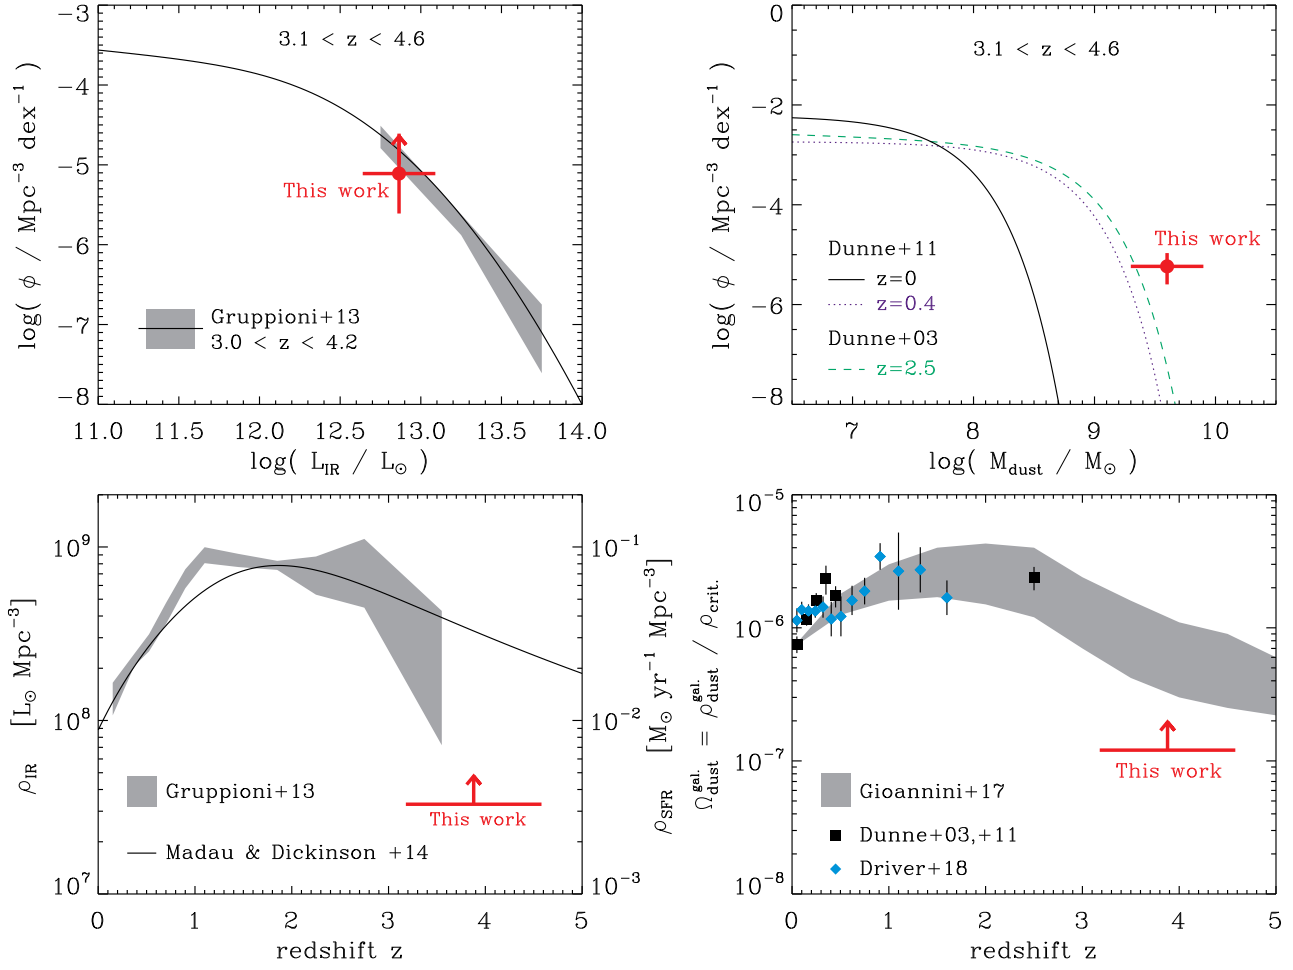 3.1 < z < 4.6
log( ϕ / Mpc⁻³ dex⁻¹ )
−3
−4
−5
−6
−7
−8
This work
Gruppioni+13
3.0 < z < 4.2
11.0 11.5 12.0 12.5 13.0 13.5 14.0
log( L_IR / L_⊙ )
3.1 < z < 4.6
log( ϕ / Mpc⁻³ dex⁻¹ )
0
−2
−4
−6
−8
This work
Dunne+11
z=0
z=0.4
Dunne+03
z=2.5
7 8 9 10
log( M_dust / M_⊙ )
ρ_IR [L_⊙ Mpc⁻³]
10⁹
10⁸
10⁷
Gruppioni+13
This work
Madau & Dickinson +14
10⁻¹
10⁻²
10⁻³
ρ_SFR [M_⊙ yr⁻¹ Mpc⁻³]
0 1 2 3 4 5
redshift z
Ω_dust^gal. = ρ_dust^gal. / ρ_crit.
10⁻⁵
10⁻⁶
10⁻⁷
10⁻⁸
This work
Gioannini+17
Dunne+03,+11
Driver+18
0 1 2 3 4 5
redshift z